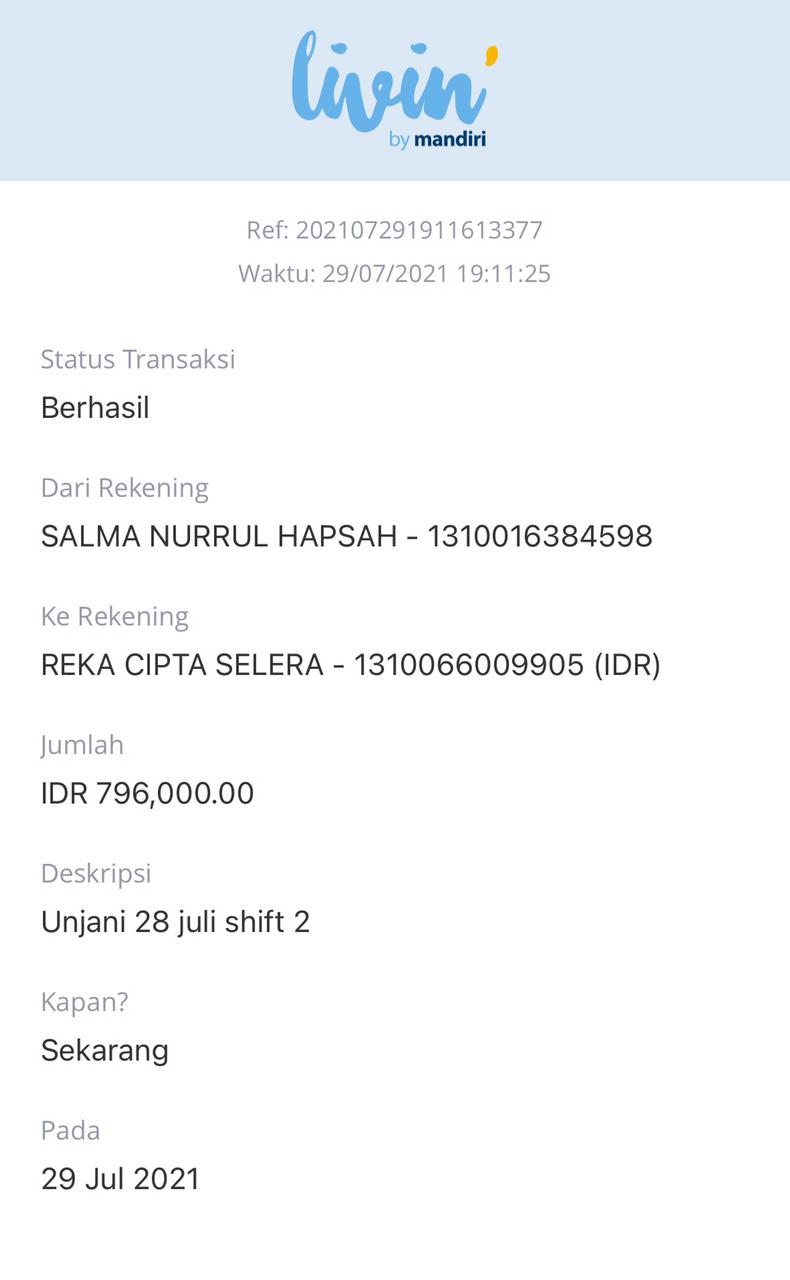 livin'
by mandiri
Ref: 202107291911613377
Waktu: 29/07/2021 19:11:25
Status Transaksi
Berhasil
Dari Rekening
SALMA NURRUL HAPSAH - 1310016384598
Ke Rekening
REKA CIPTA SELERA - 1310066009905 (IDR)
Jumlah
IDR 796,000.00
Deskripsi
Unjani 28 juli shift 2
Kapan?
Sekarang
Pada
29 Jul 2021